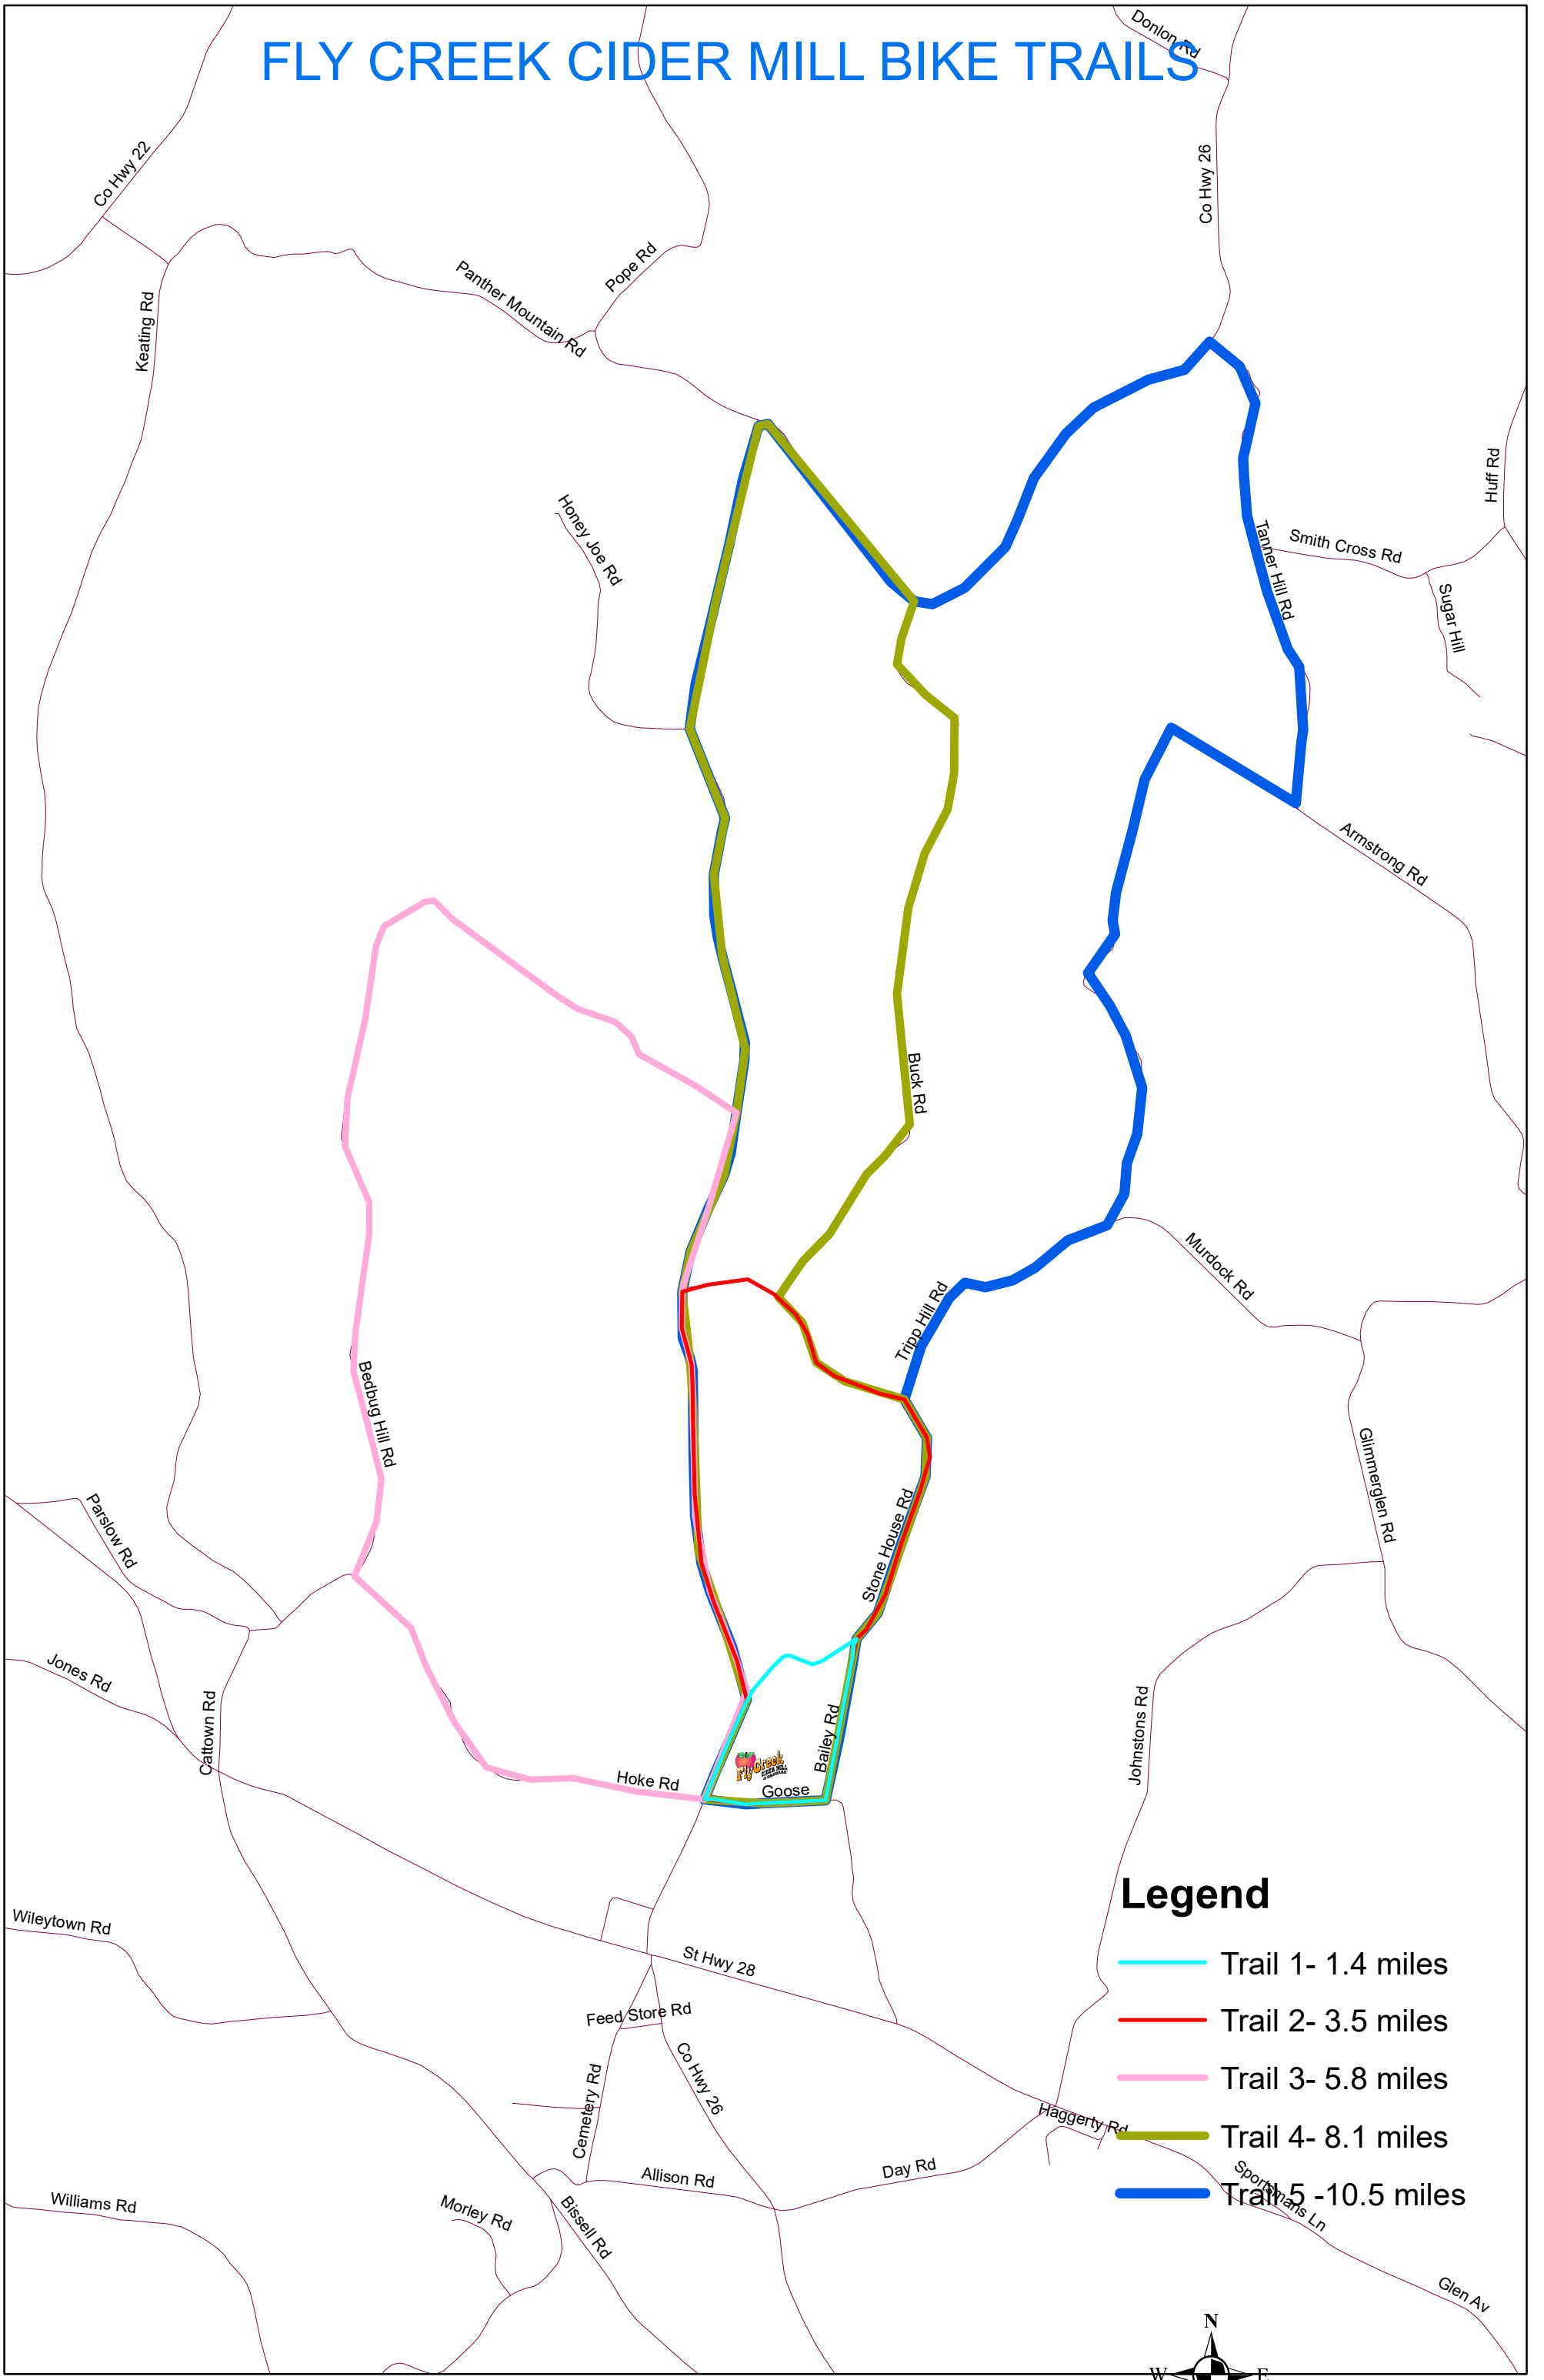 Donlon Rd
FLY CREEK CIDER MILL BIKE TRAILS
Co Hwy 22
Co Hwy 26
Pope Rd
Panther Mountain Rd
Keating Rd
Huff Rd
Honey Joe Rd
Smith Cross Rd
Tanner Hill Rd
Sugar Hill
Armstrong Rd
Buck Rd
Murdock Rd
Tripp Hill Rd
Bedbug Hill Rd
Glimmerglen Rd
Parslow Rd
Stone House Rd
Jones Rd
Cattown Rd
Johnstons Rd
Bailey Rd
FlyCreek
CIDER MILL
Hoke Rd
Goose
Legend
Wileytown Rd
St Hwy 28
Trail 1- 1.4 miles
Feed Store Rd
Trail 2- 3.5 miles
Co Hwy 26
Cemetery Rd
Trail 3- 5.8 miles
Haggerty Rd
Trail 4- 8.1 miles
Day Rd
Allison Rd
Sportsmans Ln
Trail 5 -10.5 miles
Williams Rd
Morley Rd
Bissell Rd
Glen Av
N
W
E